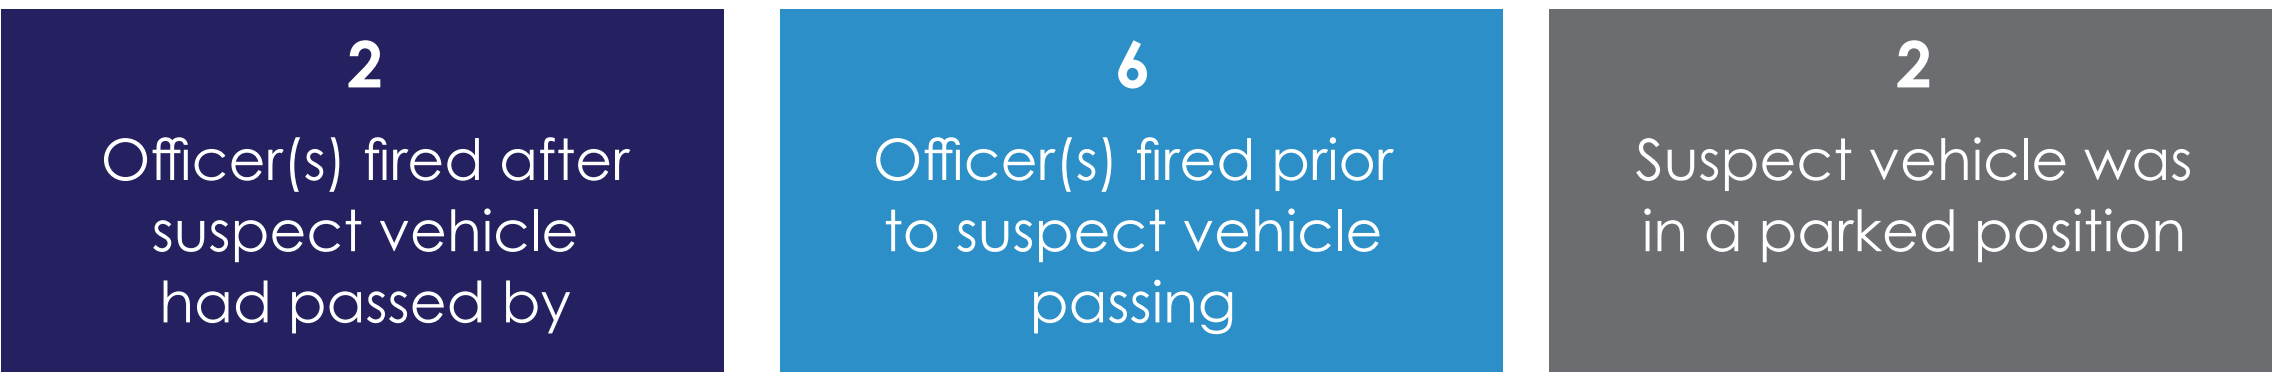 2
Officer(s) fired after
suspect vehicle
had passed by
6
Officer(s) fired prior
to suspect vehicle
passing
2
Suspect vehicle was
in a parked position